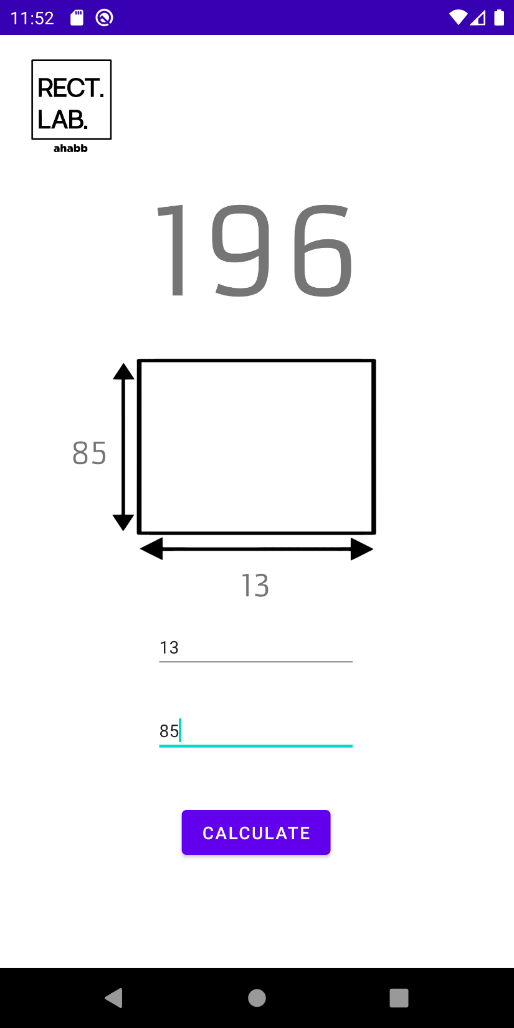 11:52
RECT.
LAB.
ahabb
196
85
13
13
85
CALCULATE